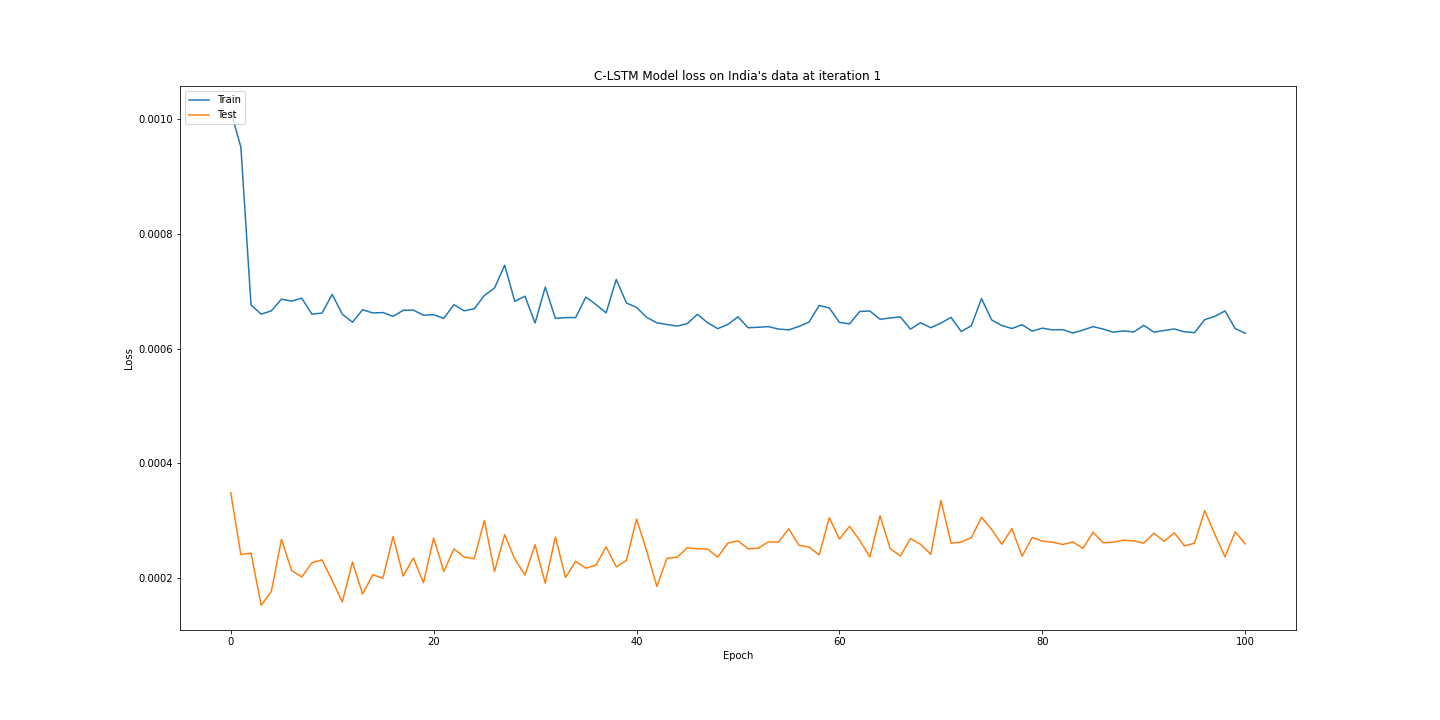 C-LSTM Model loss on India's data at iteration 1
Train
Test
0.0010
0.0008
0.0006
0.0004
0.0002
Loss
0 20 40 60 80 100
Epoch